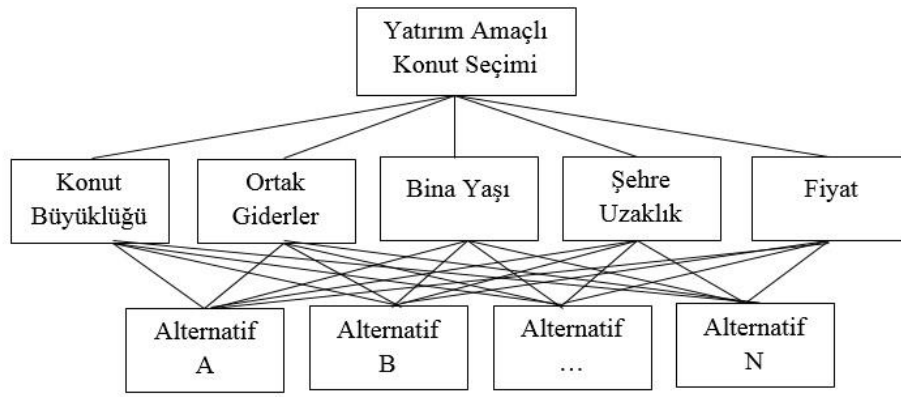 Yatırım Amaçlı
Konut Seçimi
Konut
Büyüklüğü
Ortak
Giderler
Bina Yaşı
Şehre
Uzaklık
Fiyat
Alternatif
A
Alternatif
B
Alternatif
…
Alternatif
N